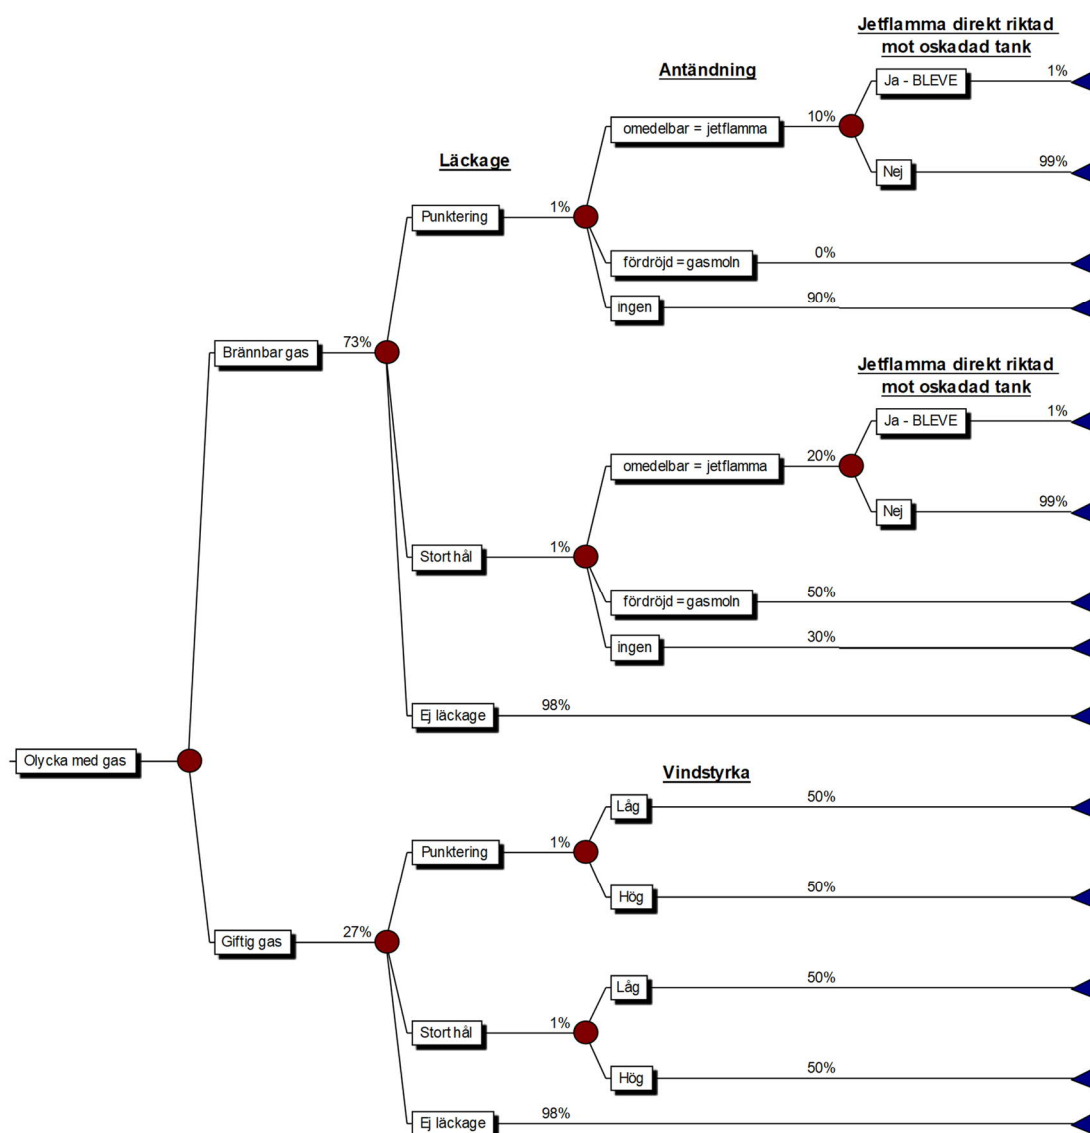 Jetflamma direkt riktad
mot oskadad tank
Antändning
Ja - BLEVE 1%
omedelbar = jetflamma 10%
Läckage
Nej 99%
Punktering 1%
fördröjd = gasmoln 0%
ingen 90%
Brännbar gas 73%
Jetflamma direkt riktad
mot oskadad tank
Ja - BLEVE 1%
omedelbar = jetflamma 20%
Nej 99%
Stort hål 1%
fördröjd = gasmoln 50%
ingen 30%
Ej läckage 98%
Olycka med gas
Vindstyrka
Låg 50%
Punktering 1%
Hög 50%
Giftig gas 27%
Låg 50%
Stort hål 1%
Hög 50%
Ej läckage 98%